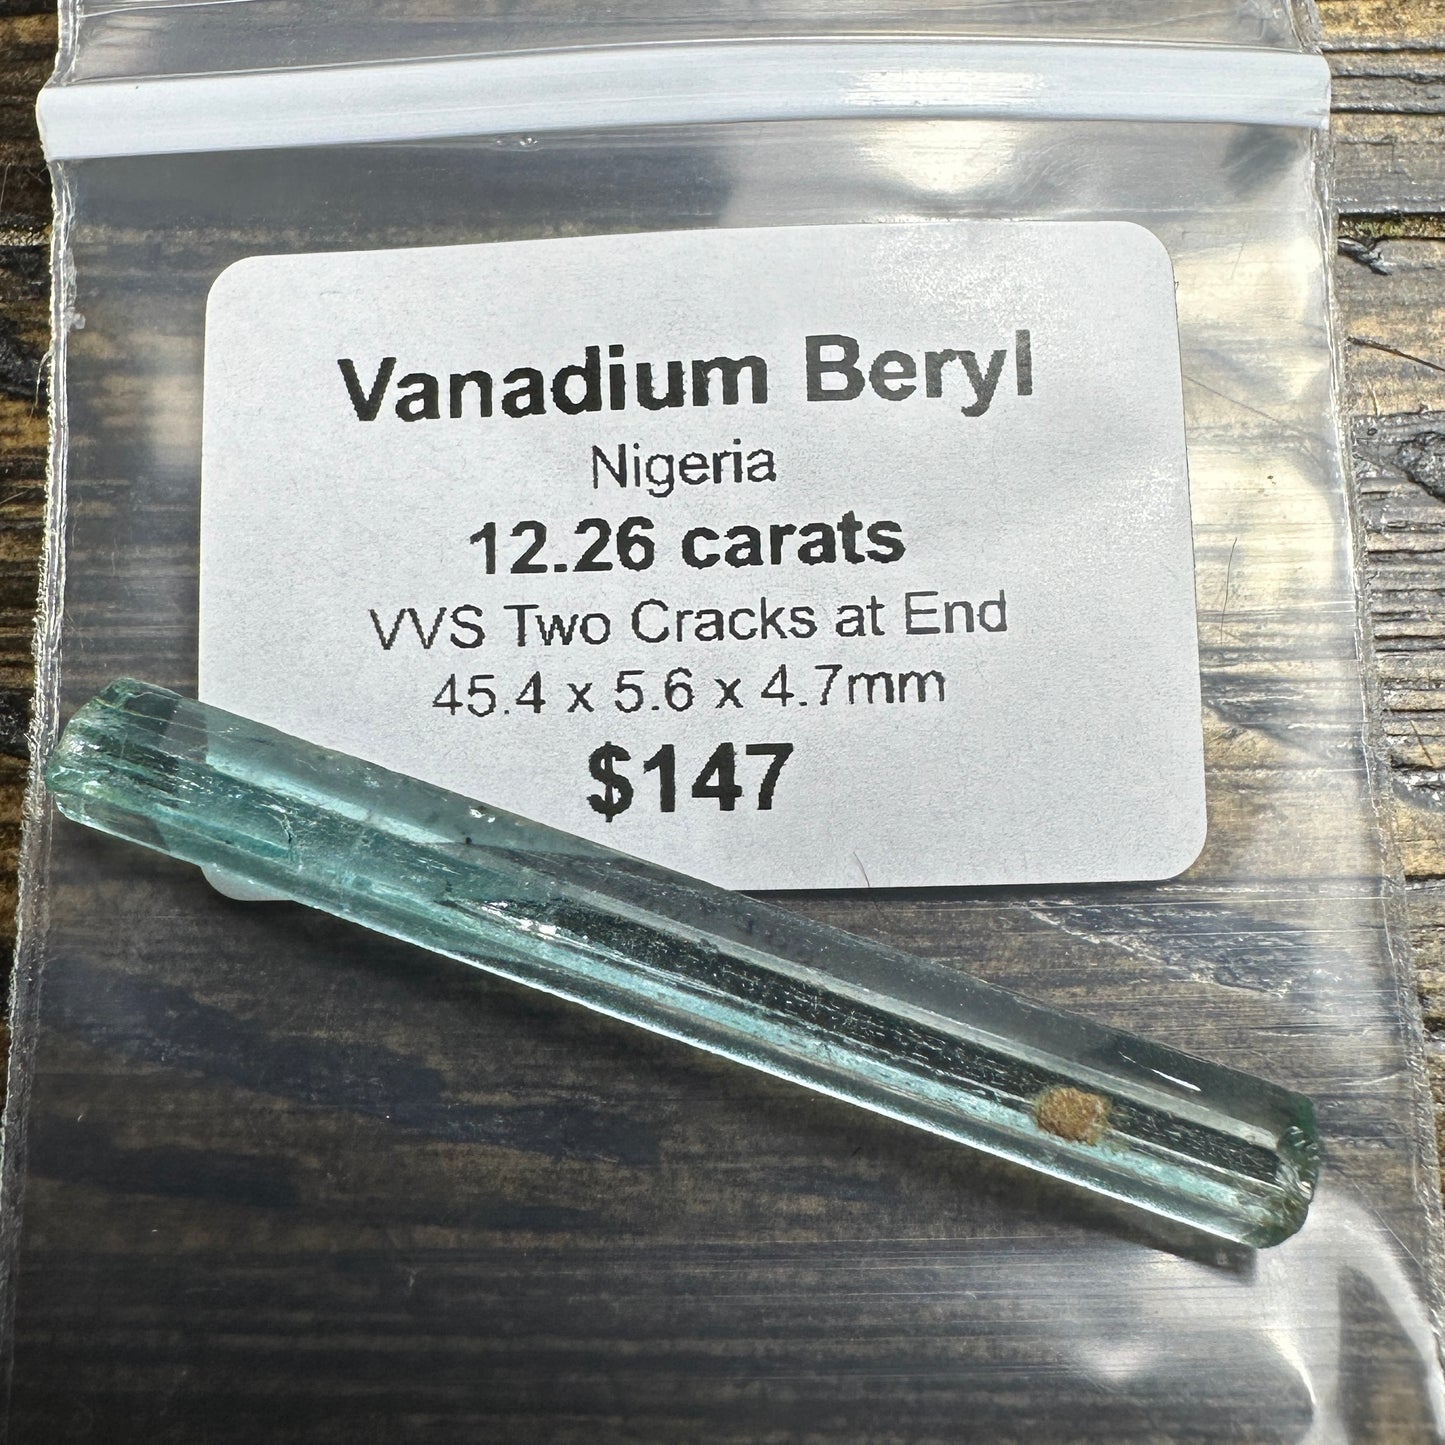 Vanadium Beryl
Nigeria
12.26 carats
VVS Two Cracks at End
45.4 x 5.6 x 4.7mm
$147